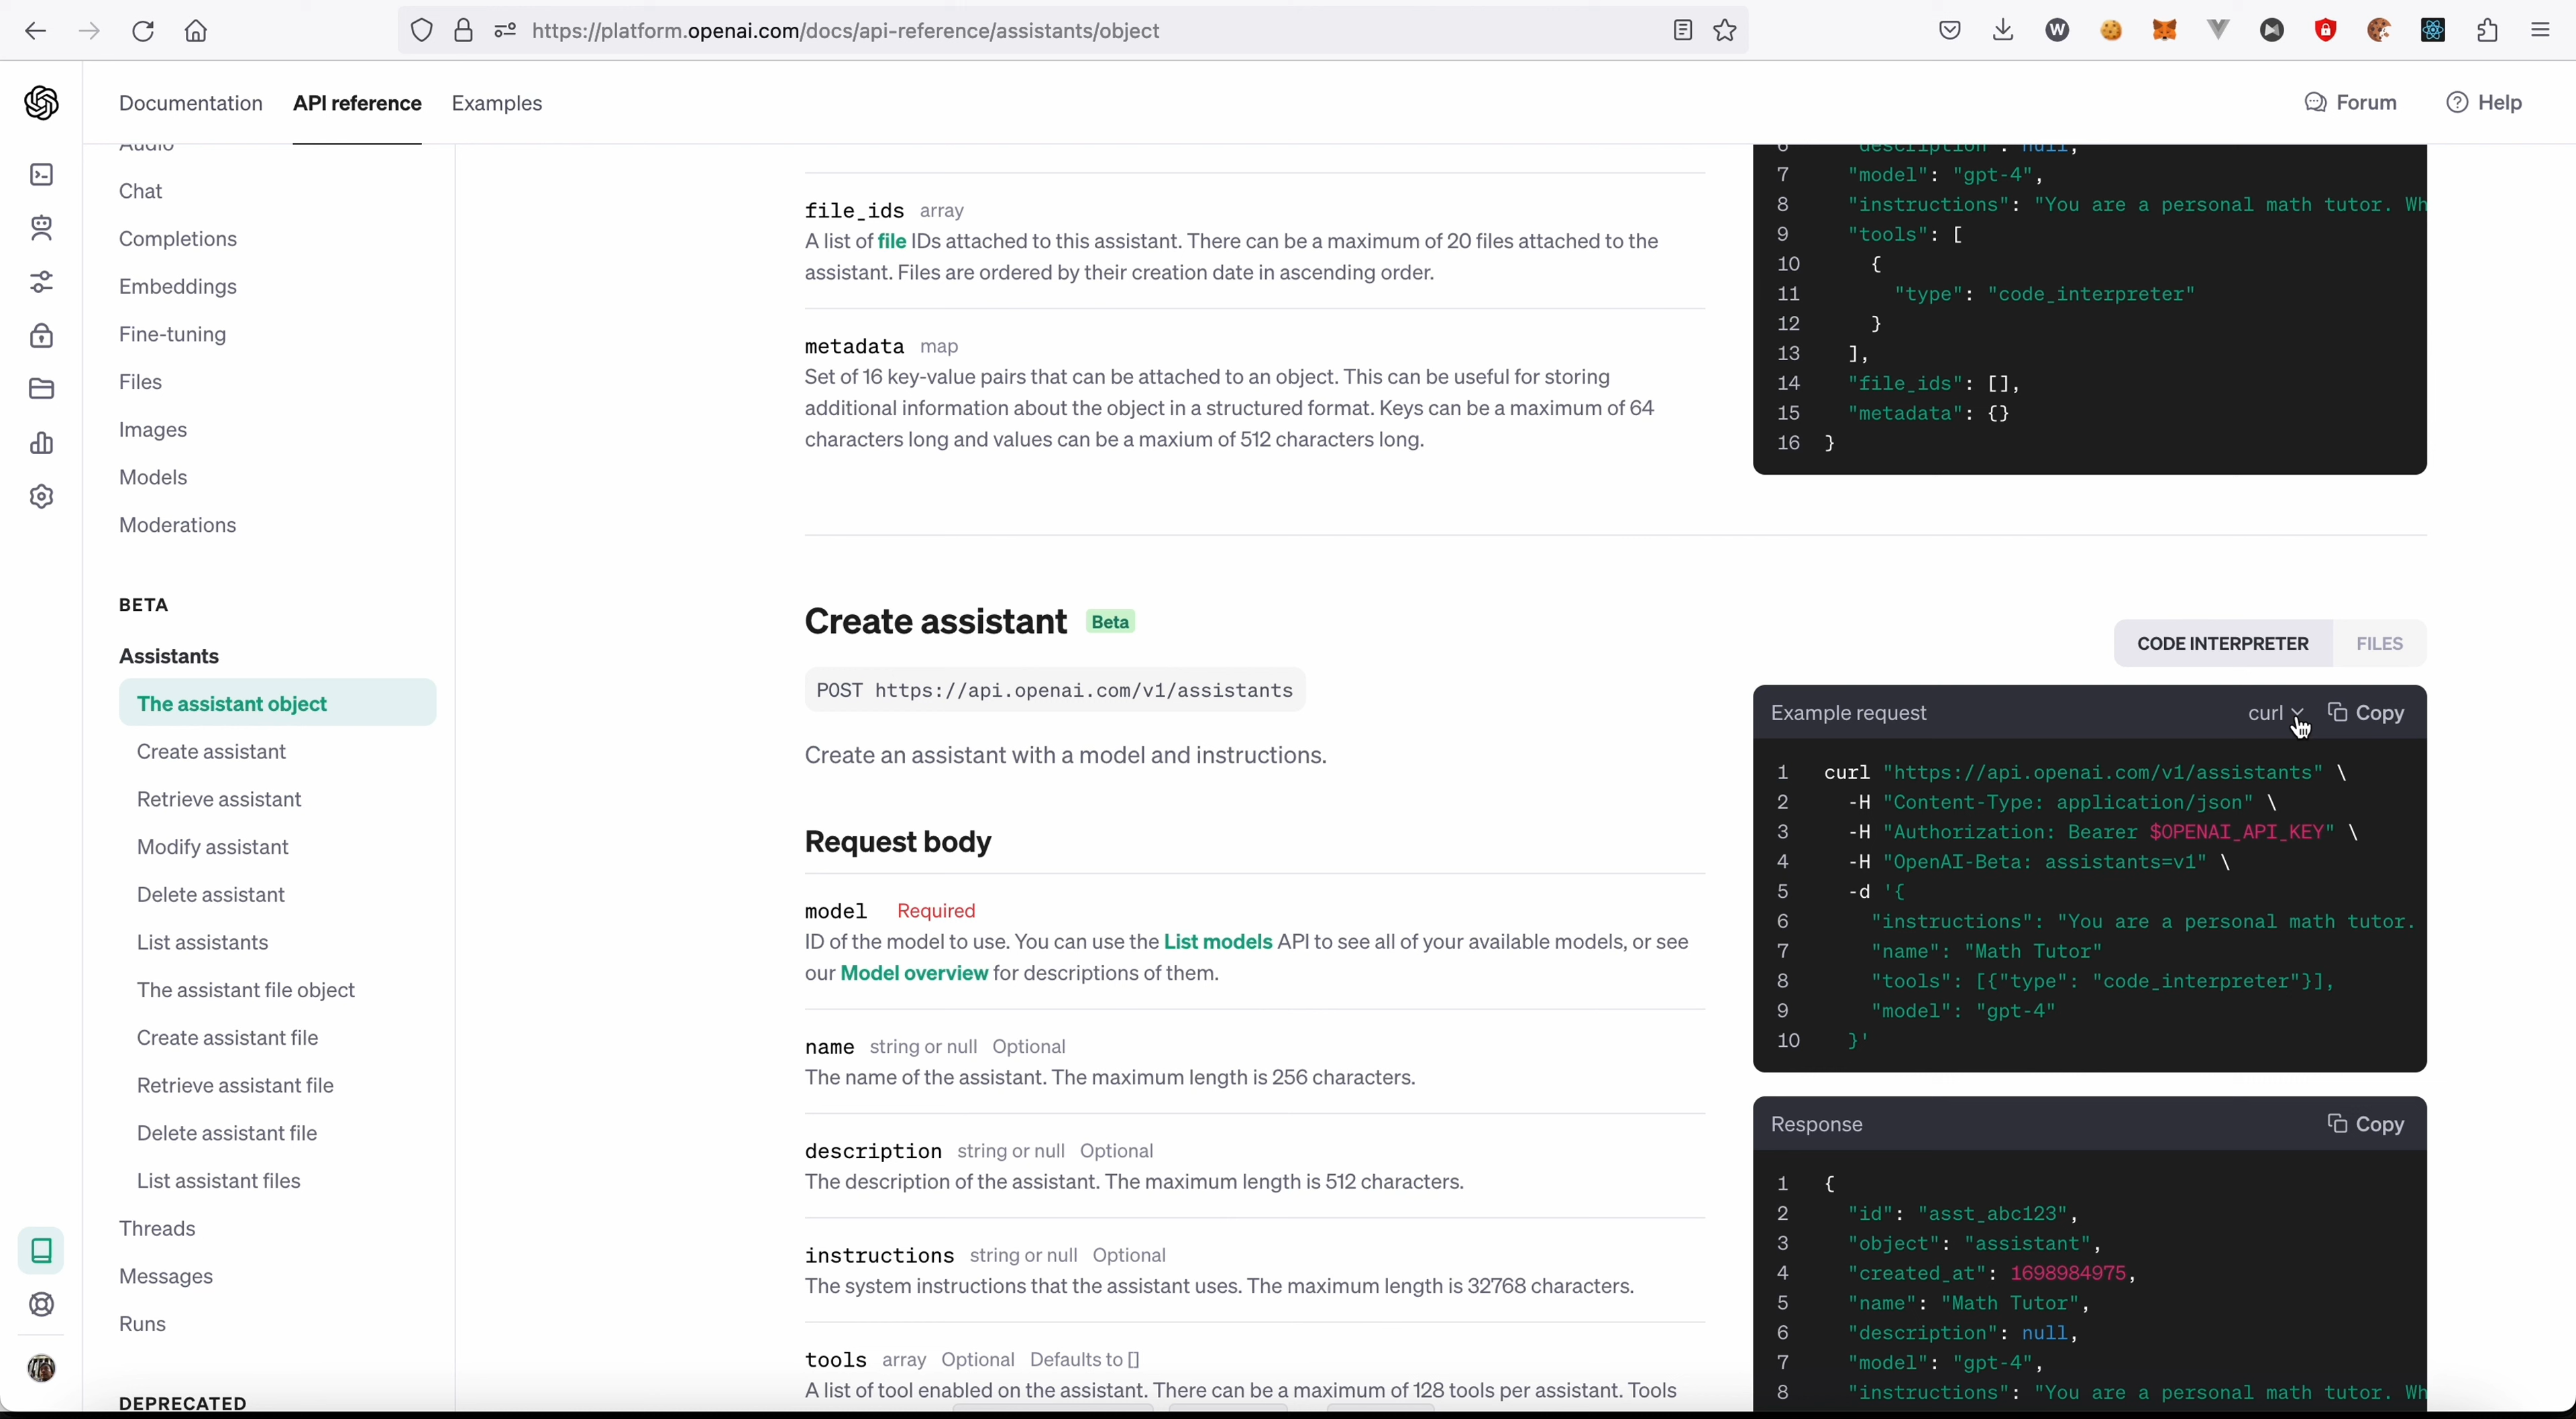 https://platform.openai.com/docs/api-reference/assistants/object
Documentation
API reference
Examples
Forum
Help
Audio
Chat
Completions
Embeddings
Fine-tuning
Files
Images
Models
Moderations
BETA
Assistants
The assistant object
Create assistant
Retrieve assistant
Modify assistant
Delete assistant
List assistants
The assistant file object
Create assistant file
Retrieve assistant file
Delete assistant file
List assistant files
Threads
Messages
Runs
DEPRECATED
file_ids array
A list of file IDs attached to this assistant. There can be a maximum of 20 files attached to the
assistant. Files are ordered by their creation date in ascending order.
metadata map
Set of 16 key-value pairs that can be attached to an object. This can be useful for storing
additional information about the object in a structured format. Keys can be a maximum of 64
characters long and values can be a maxium of 512 characters long.
Create assistant Beta
POST https://api.openai.com/v1/assistants
Create an assistant with a model and instructions.
Request body
model Required
ID of the model to use. You can use the List models API to see all of your available models, or see
our Model overview for descriptions of them.
name string or null Optional
The name of the assistant. The maximum length is 256 characters.
description string or null Optional
The description of the assistant. The maximum length is 512 characters.
instructions string or null Optional
The system instructions that the assistant uses. The maximum length is 32768 characters.
tools array Optional Defaults to []
A list of tool enabled on the assistant. There can be a maximum of 128 tools per assistant. Tools
6 "description": null,
7 "model": "gpt-4",
8 "instructions": "You are a personal math tutor. Wh
9 "tools": [
10 {
11 "type": "code_interpreter"
12 }
13 ],
14 "file_ids": [],
15 "metadata": {}
16 }
CODE INTERPRETER
FILES
Example request
curl
Copy
1 curl "https://api.openai.com/v1/assistants" \
2 -H "Content-Type: application/json" \
3 -H "Authorization: Bearer $OPENAI_API_KEY" \
4 -H "OpenAI-Beta: assistants=v1" \
5 -d '{
6 "instructions": "You are a personal math tutor.
7 "name": "Math Tutor"
8 "tools": [{"type": "code_interpreter"}],
9 "model": "gpt-4"
10 }'
Response
Copy
1 {
2 "id": "asst_abc123",
3 "object": "assistant",
4 "created_at": 1698984975,
5 "name": "Math Tutor",
6 "description": null,
7 "model": "gpt-4",
8 "instructions": "You are a personal math tutor. Wh